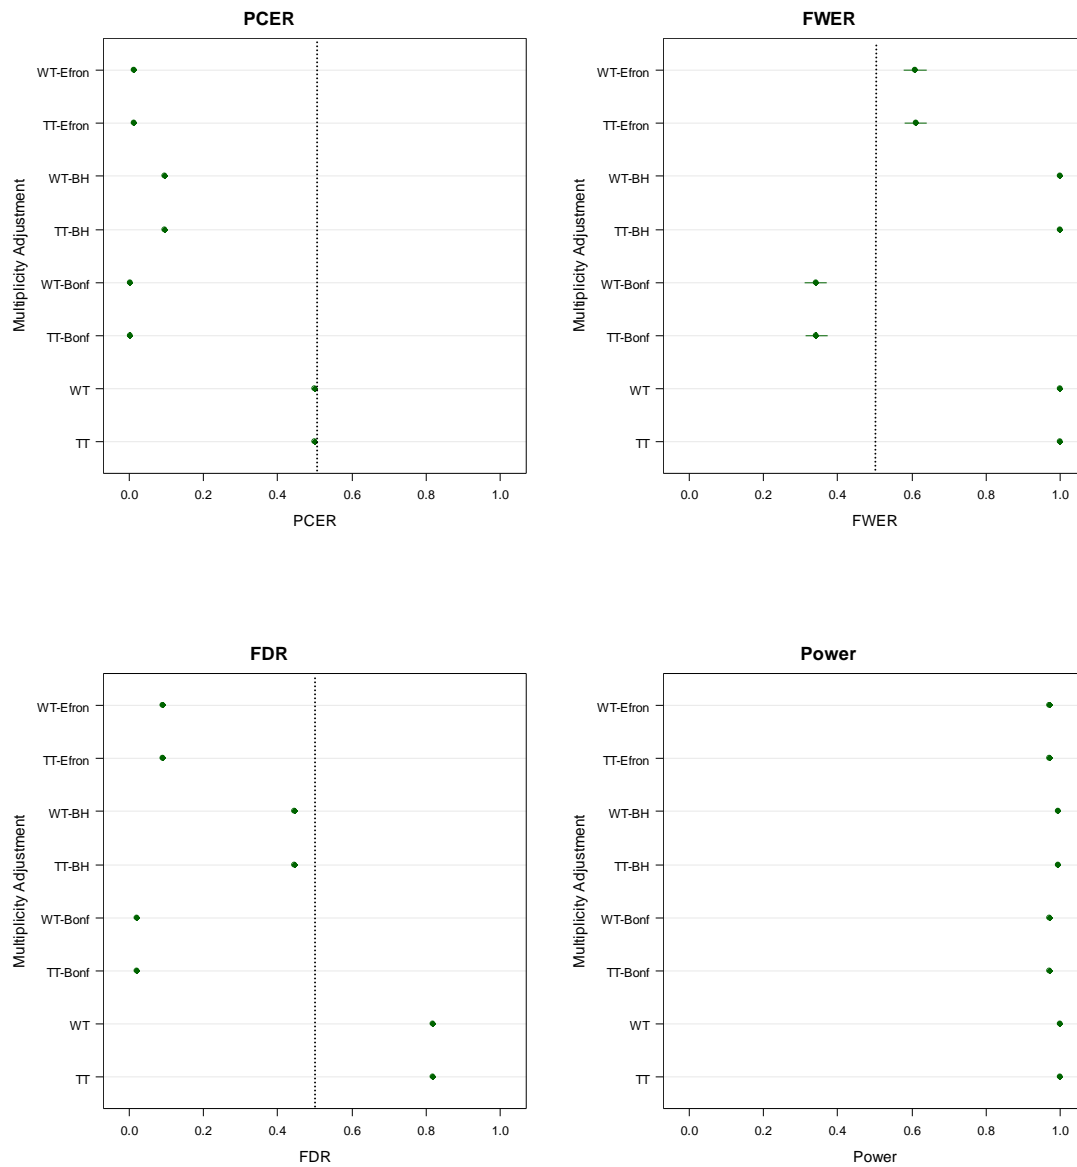 PCER
WT-Efron
TT-Efron
WT-BH
TT-BH
WT-Bonf
TT-Bonf
WT
TT
Multiplicity Adjustment
0.0 0.2 0.4 0.6 0.8 1.0
PCER
FWER
WT-Efron
TT-Efron
WT-BH
TT-BH
WT-Bonf
TT-Bonf
WT
TT
Multiplicity Adjustment
0.0 0.2 0.4 0.6 0.8 1.0
FWER
FDR
WT-Efron
TT-Efron
WT-BH
TT-BH
WT-Bonf
TT-Bonf
WT
TT
Multiplicity Adjustment
0.0 0.2 0.4 0.6 0.8 1.0
FDR
Power
WT-Efron
TT-Efron
WT-BH
TT-BH
WT-Bonf
TT-Bonf
WT
TT
Multiplicity Adjustment
0.0 0.2 0.4 0.6 0.8 1.0
Power